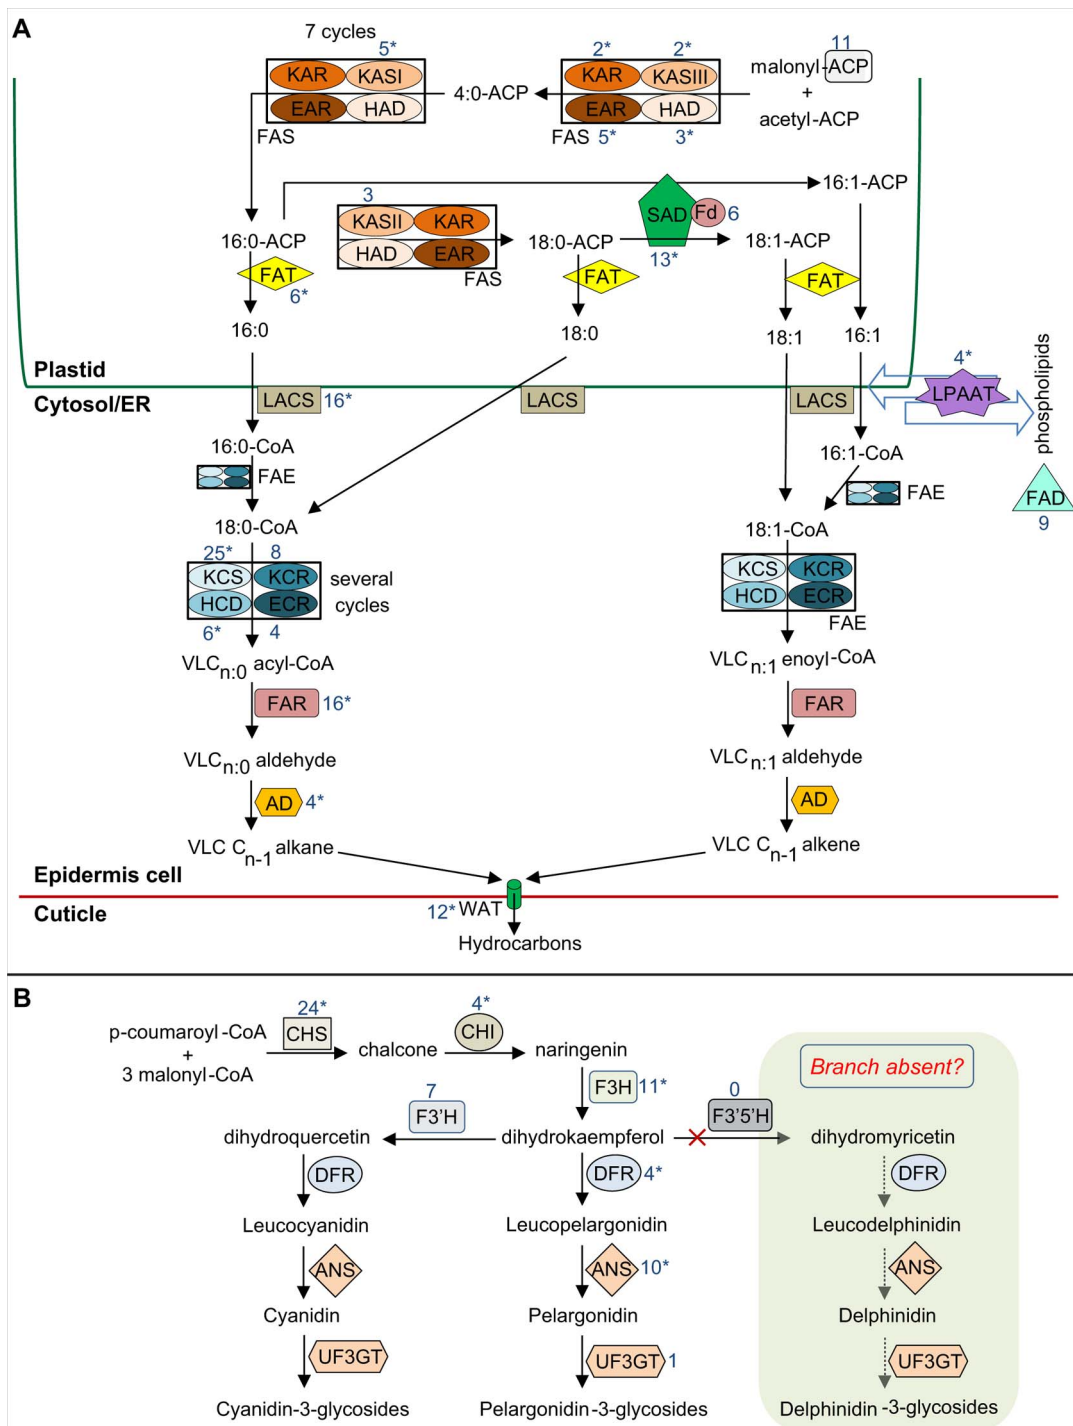 A
7 cycles
5*
KAR KASI
EAR HAD
FAS
4:0-ACP
2* 2*
KAR KASIII
EAR HAD
FAS 5* 3*
11
malonyl-ACP
+
acetyl-ACP
16:1-ACP
3
KASII KAR
HAD EAR
FAS
SAD Fd 6
13*
16:0-ACP
18:0-ACP
18:1-ACP
FAT
6*
FAT
FAT
16:0
18:0
18:1
16:1
Plastid
Cytosol/ER
LACS 16*
LACS
LACS
4*
LPAAT
phospholipids
FAD
9
16:0-CoA
FAE
18:0-CoA
16:1-CoA
FAE
18:1-CoA
25* 8
KCS KCR
HCD ECR
6* 4
several
cycles
KCS KCR
HCD ECR
FAE
VLCn:0 acyl-CoA
VLCn:1 enoyl-CoA
FAR 16*
FAR
VLCn:0 aldehyde
VLCn:1 aldehyde
AD 4*
AD
VLC Cn-1 alkane
VLC Cn-1 alkene
Epidermis cell
Cuticle
12* WAT
Hydrocarbons
B
p-coumaroyl-CoA
+
3 malonyl-CoA
24*
CHS
chalcone
4*
CHI
naringenin
Branch absent?
F3H 11*
7
F3'H
0
F3'5'H
dihydroquercetin
dihydrokaempferol
dihydromyricetin
DFR
DFR 4*
DFR
Leucocyanidin
Leucopelargonidin
Leucodelphinidin
ANS
ANS 10*
ANS
Cyanidin
Pelargonidin
Delphinidin
UF3GT
UF3GT 1
UF3GT
Cyanidin-3-glycosides
Pelargonidin-3-glycosides
Delphinidin-3-glycosides